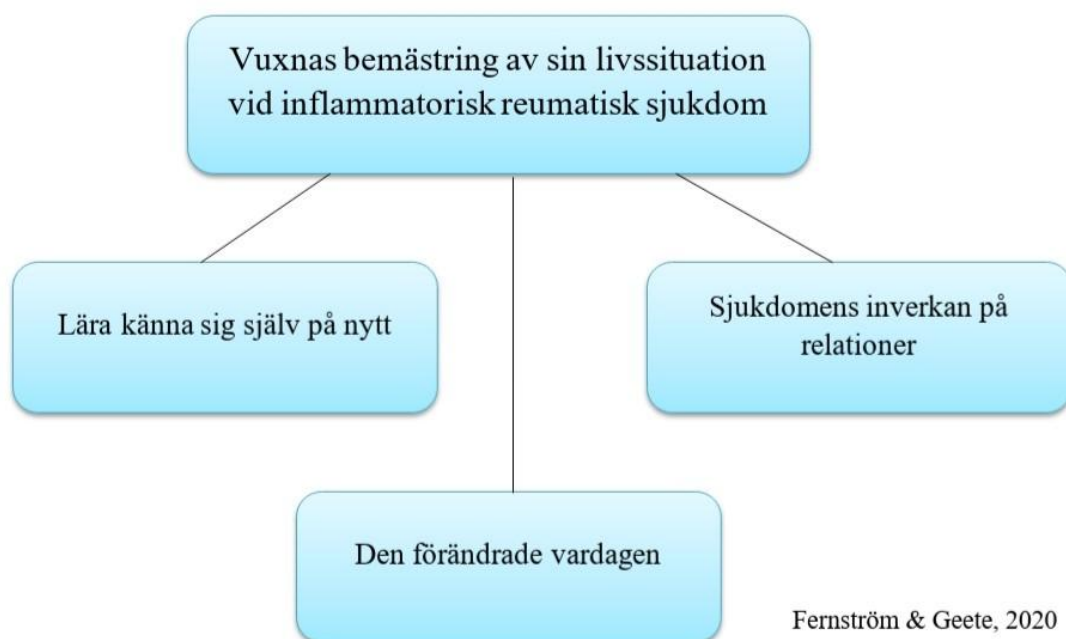 Vuxnas bemästring av sin livssituation
vid inflammatorisk reumatisk sjukdom
Lära känna sig själv på nytt
Sjukdomens inverkan på
relationer
Den förändrade vardagen
Fernström & Geete, 2020